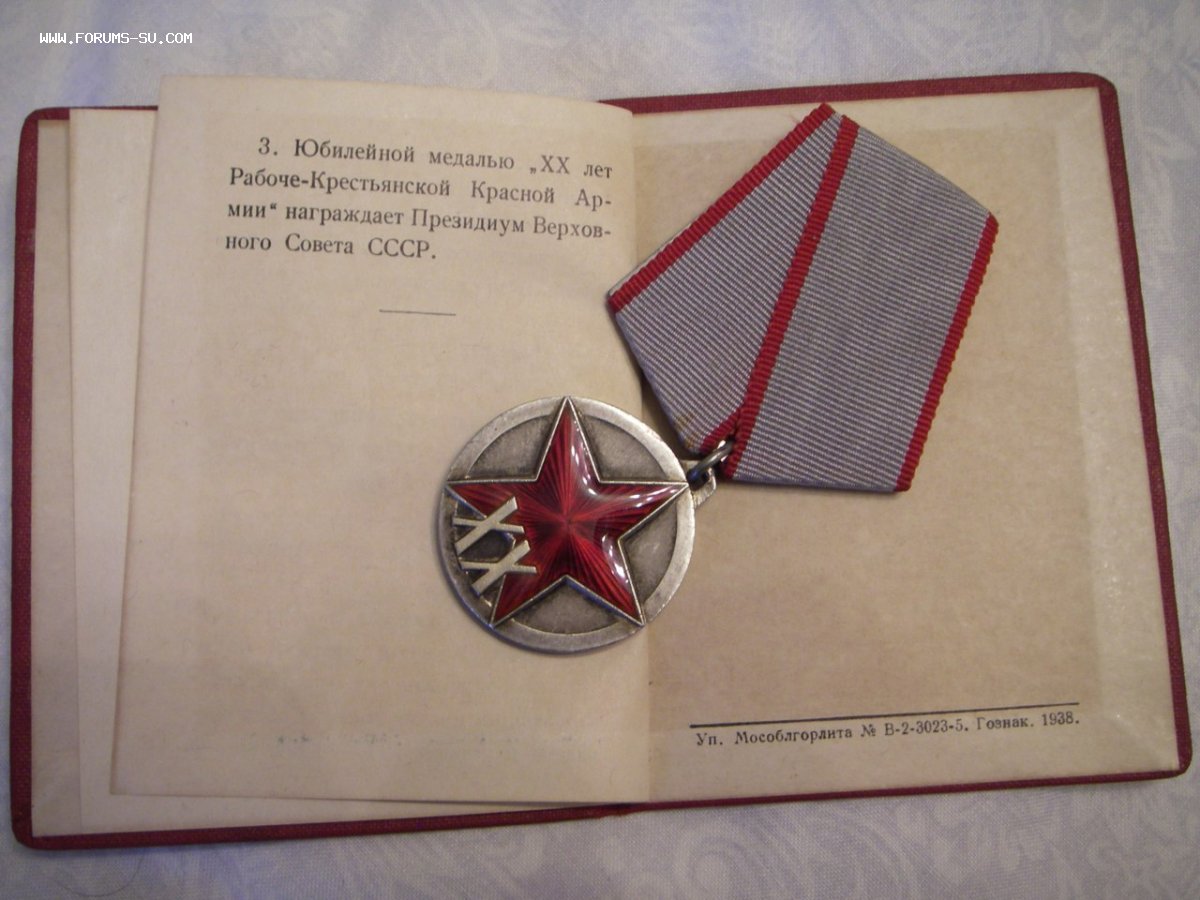 WWW.FORUMS-SU.COM
3. Юбилейной медалью „XX лет
Рабоче-Крестьянской Красной Ар-
мии“ награждает Президиум Верхов-
ного Совета СССР.
XX
Уп. Мособлгорлита № В-2-3023-5. Гознак. 1938.